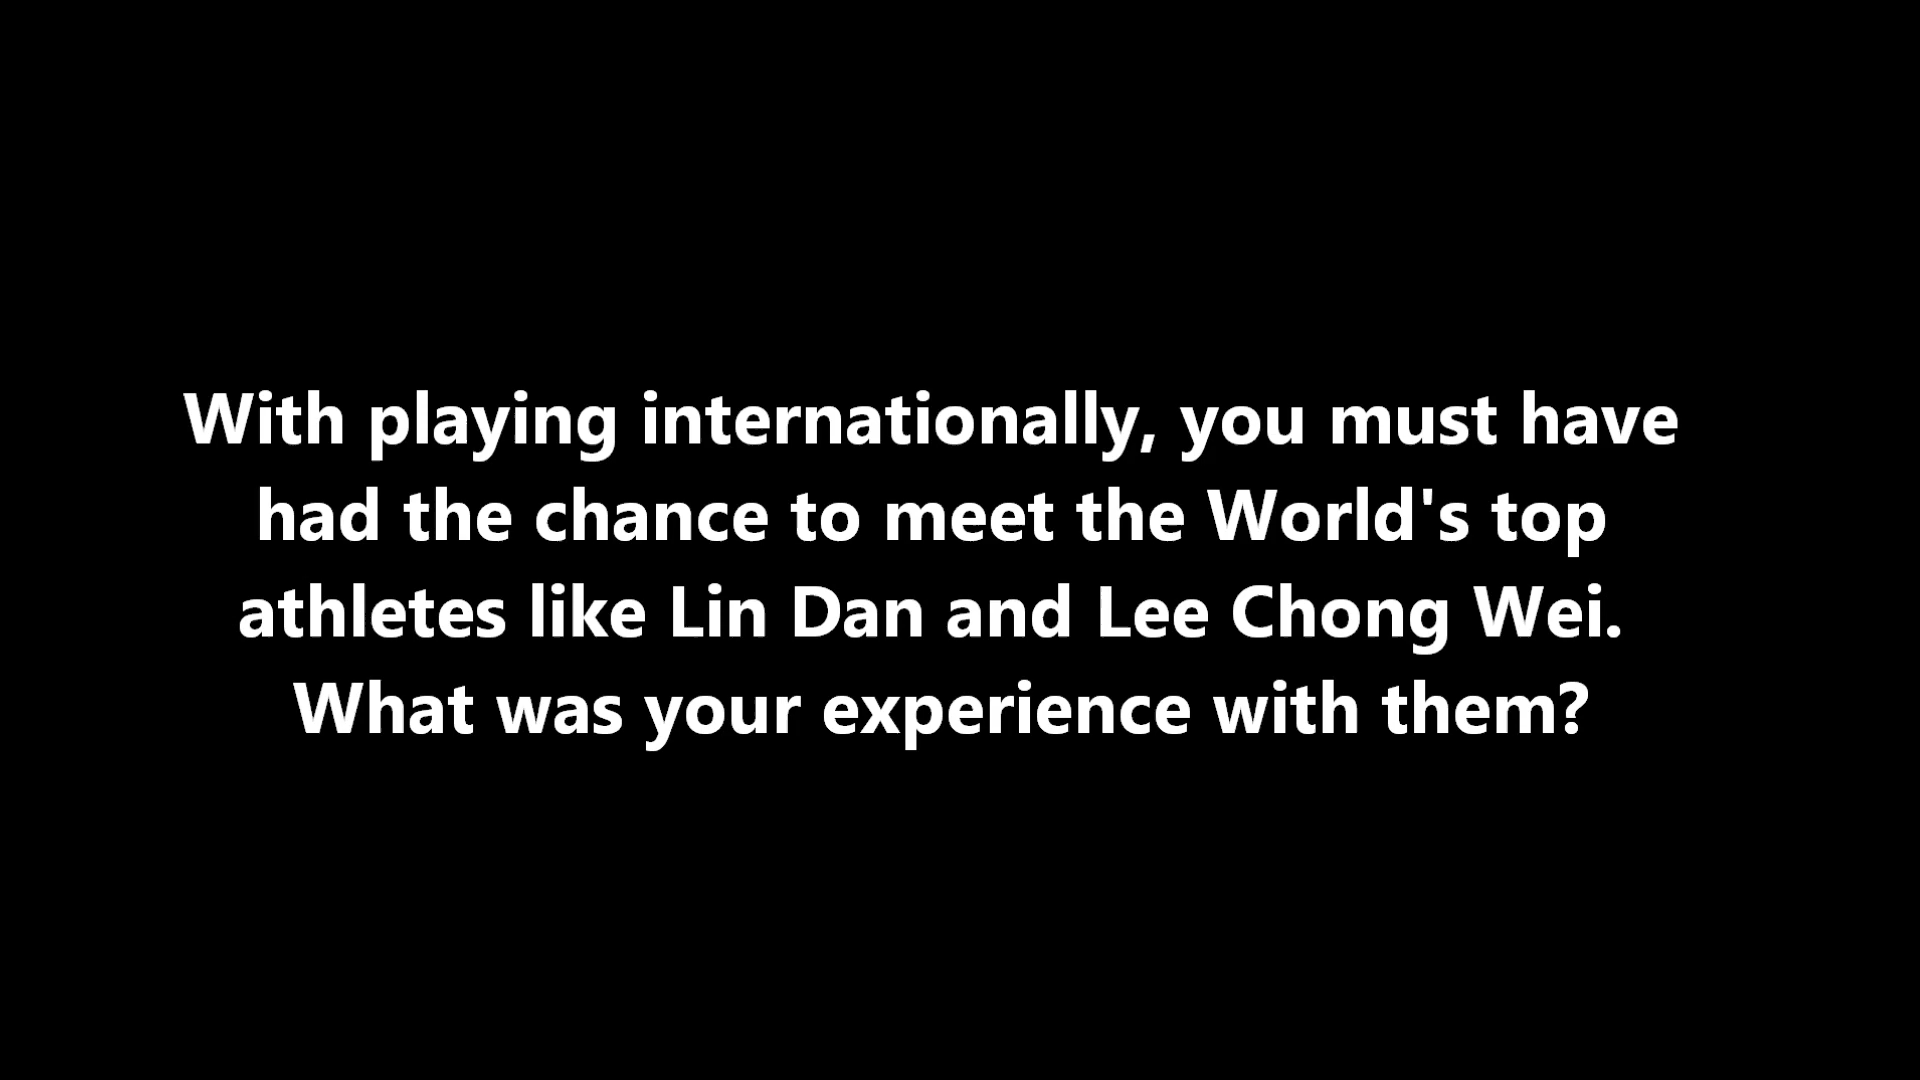 With playing internationally, you must have
had the chance to meet the World's top
athletes like Lin Dan and Lee Chong Wei.
What was your experience with them?